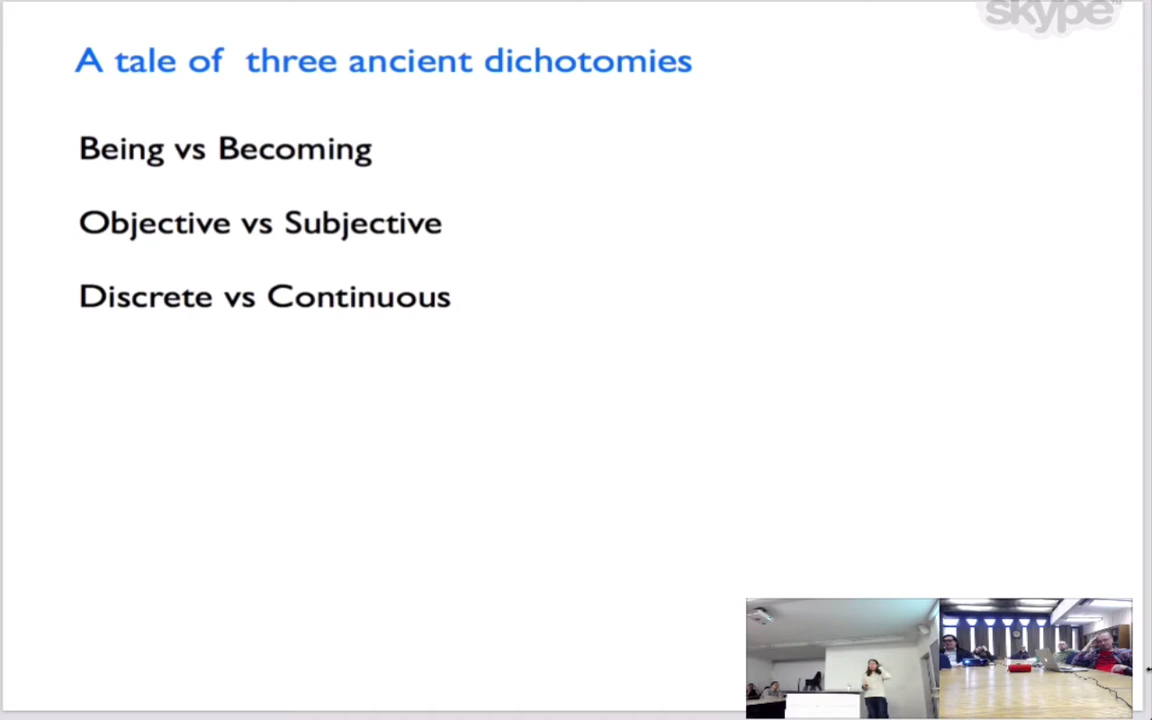 skype
A tale of three ancient dichotomies
Being vs Becoming
Objective vs Subjective
Discrete vs Continuous